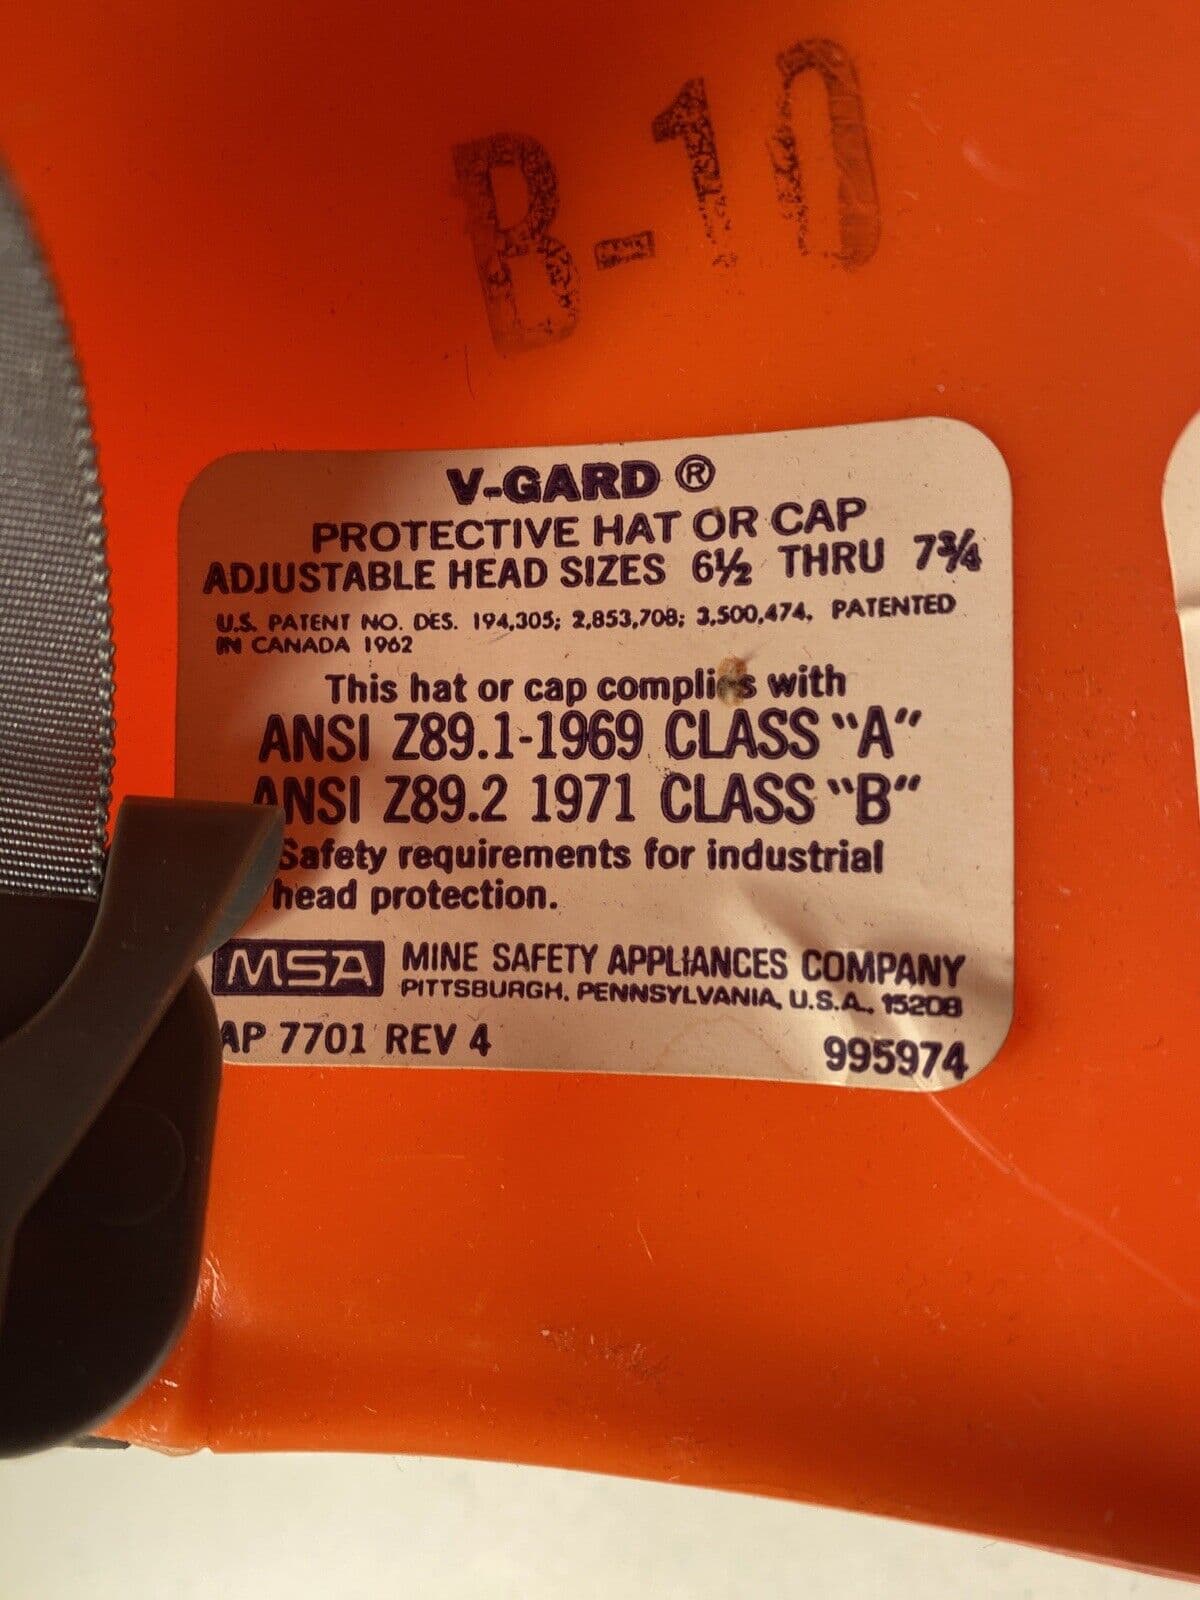 B-10
V-GARD ®
PROTECTIVE HAT OR CAP
ADJUSTABLE HEAD SIZES 6½ THRU 7¾
U.S. PATENT NO. DES. 194,305; 2,853,708; 3,500,474, PATENTED
IN CANADA 1962
This hat or cap complies with
ANSI Z89.1-1969 CLASS "A"
ANSI Z89.2 1971 CLASS "B"
Safety requirements for industrial
head protection.
MSA MINE SAFETY APPLIANCES COMPANY
PITTSBURGH, PENNSYLVANIA, U.S.A., 15208
AP 7701 REV 4 995974